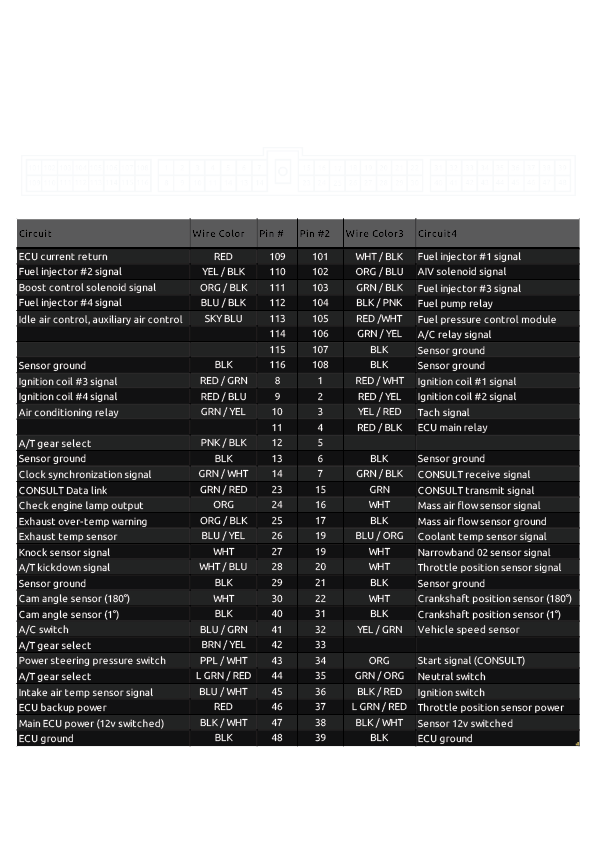 Circuit Wire Color Pin # Pin #2 Wire Color3 Circuit4
ECU current return RED 109 101 WHT / BLK Fuel injector #1 signal
Fuel injector #2 signal YEL / BLK 110 102 ORG / BLU AIV solenoid signal
Boost control solenoid signal ORG / BLK 111 103 GRN / BLK Fuel injector #3 signal
Fuel injector #4 signal BLU / BLK 112 104 BLK / PNK Fuel pump relay
Idle air control, auxiliary air control SKY BLU 113 105 RED /WHT Fuel pressure control module
114 106 GRN / YEL A/C relay signal
115 107 BLK Sensor ground
Sensor ground BLK 116 108 BLK Sensor ground
Ignition coil #3 signal RED / GRN 8 1 RED / WHT Ignition coil #1 signal
Ignition coil #4 signal RED / BLU 9 2 RED / YEL Ignition coil #2 signal
Air conditioning relay GRN / YEL 10 3 YEL / RED Tach signal
11 4 RED / BLK ECU main relay
A/T gear select PNK / BLK 12 5
Sensor ground BLK 13 6 BLK Sensor ground
Clock synchronization signal GRN / WHT 14 7 GRN / BLK CONSULT receive signal
CONSULT Data link GRN / RED 23 15 GRN CONSULT transmit signal
Check engine lamp output ORG 24 16 WHT Mass air flow sensor signal
Exhaust over-temp warning ORG / BLK 25 17 BLK Mass air flow sensor ground
Exhaust temp sensor BLU / YEL 26 19 BLU / ORG Coolant temp sensor signal
Knock sensor signal WHT 27 19 WHT Narrowband 02 sensor signal
A/T kickdown signal WHT / BLU 28 20 WHT Throttle position sensor signal
Sensor ground BLK 29 21 BLK Sensor ground
Cam angle sensor (180°) WHT 30 22 WHT Crankshaft position sensor (180°)
Cam angle sensor (1°) BLK 40 31 BLK Crankshaft position sensor (1°)
A/C switch BLU / GRN 41 32 YEL / GRN Vehicle speed sensor
A/T gear select BRN / YEL 42 33
Power steering pressure switch PPL / WHT 43 34 ORG Start signal (CONSULT)
A/T gear select L GRN / RED 44 35 GRN / ORG Neutral switch
Intake air temp sensor signal BLU / WHT 45 36 BLK / RED Ignition switch
ECU backup power RED 46 37 L GRN / RED Throttle position sensor power
Main ECU power (12v switched) BLK / WHT 47 38 BLK / WHT Sensor 12v switched
ECU ground BLK 48 39 BLK ECU ground